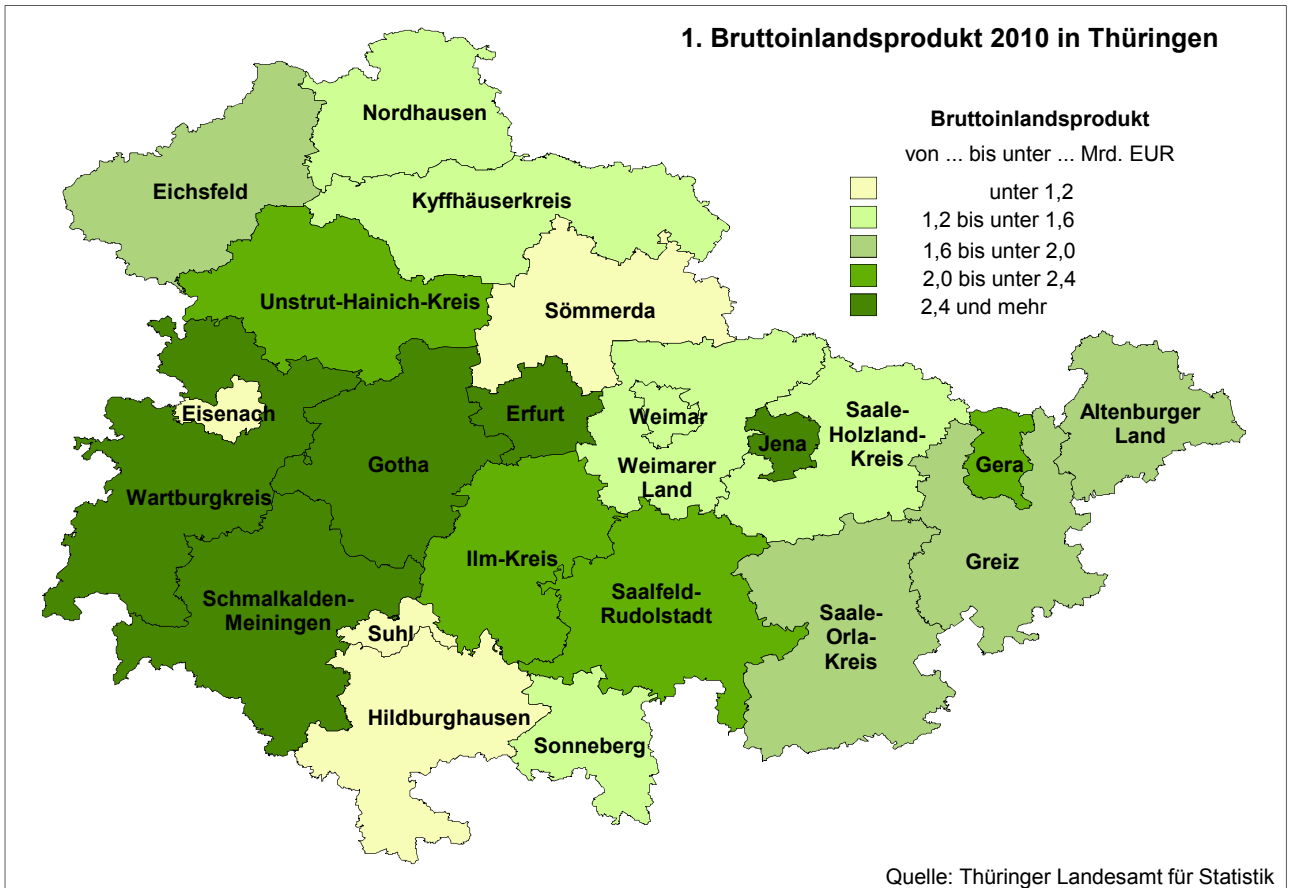 1. Bruttoinlandsprodukt 2010 in Thüringen
Bruttoinlandsprodukt
von ... bis unter ... Mrd. EUR
unter 1,2
1,2 bis unter 1,6
1,6 bis unter 2,0
2,0 bis unter 2,4
2,4 und mehr
Nordhausen
Eichsfeld
Kyffhäuserkreis
Unstrut-Hainich-Kreis
Sömmerda
Eisenach
Erfurt
Weimar
Saale-
Holzland-
Kreis
Altenburger
Land
Jena
Gotha
Weimarer
Land
Gera
Wartburgkreis
Ilm-Kreis
Greiz
Schmalkalden-
Meiningen
Saalfeld-
Rudolstadt
Saale-
Orla-
Kreis
Suhl
Hildburghausen
Sonneberg
Quelle: Thüringer Landesamt für Statistik